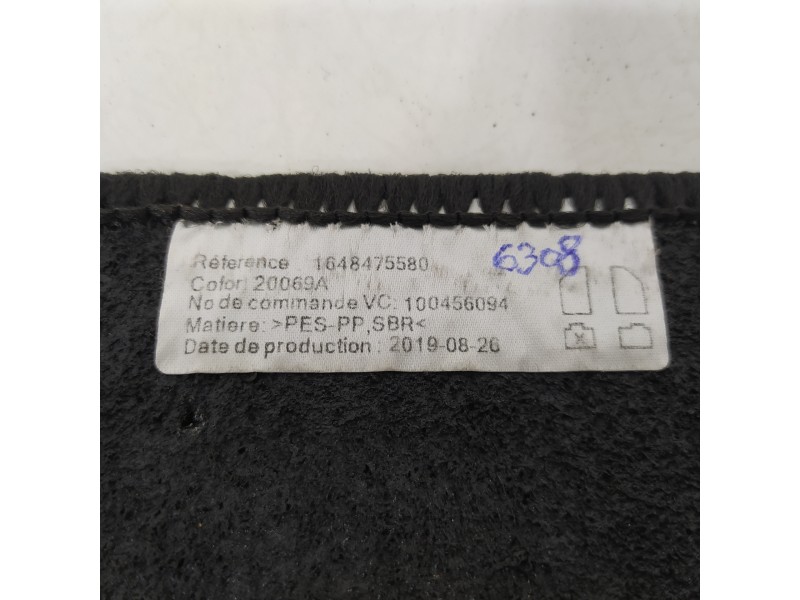 Réference 1648475580 6308
Color: 20069A
No de commande VC: 100456094
Matiere: >PES-PP,SBR<
Date de production : 2019-08-26
x